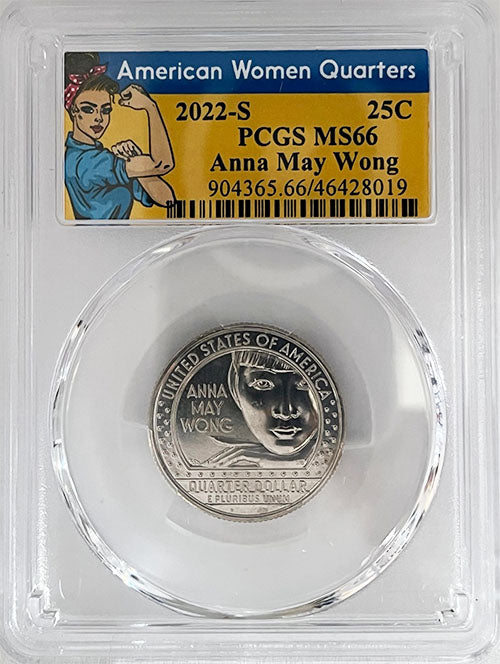 American Women Quarters
2022-S 25C
PCGS MS66
Anna May Wong
904365.66/46428019
UNITED STATES OF AMERICA
ANNA
MAY
WONG
QUARTER DOLLAR
E PLURIBUS UNUM